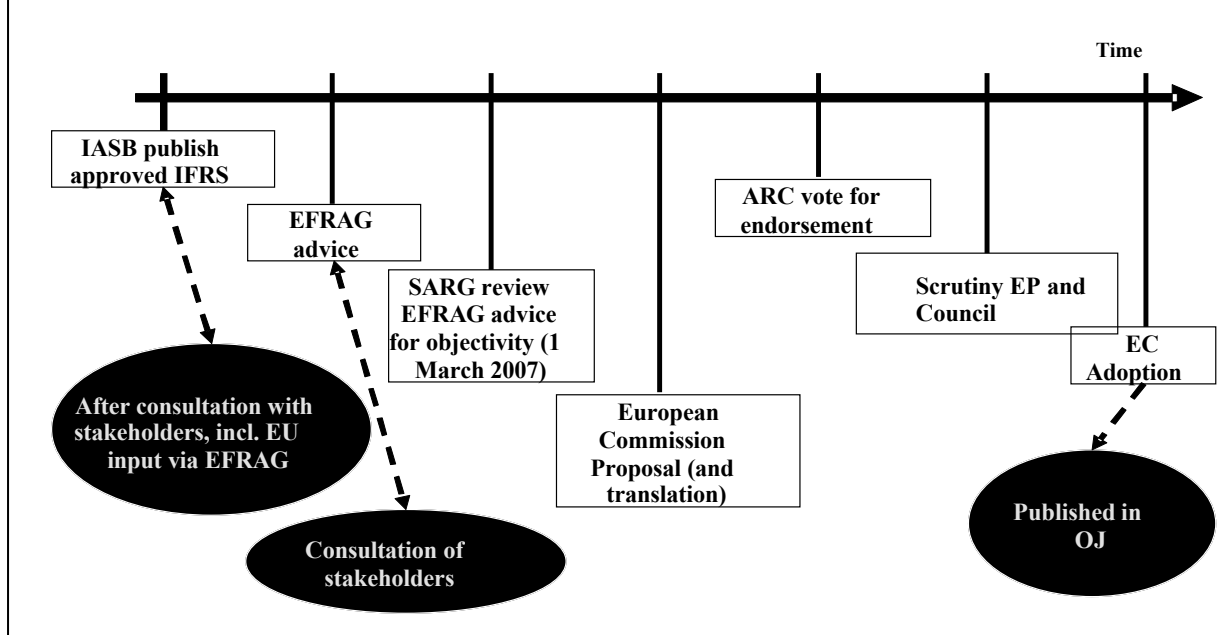 Time
IASB publish
approved IFRS
EFRAG
advice
SARG review
EFRAG advice
for objectivity (1
March 2007)
European
Commission
Proposal (and
translation)
ARC vote for
endorsement
Scrutiny EP and
Council
EC
Adoption
After consultation with
stakeholders, incl. EU
input via EFRAG
Consultation of
stakeholders
Published in
OJ